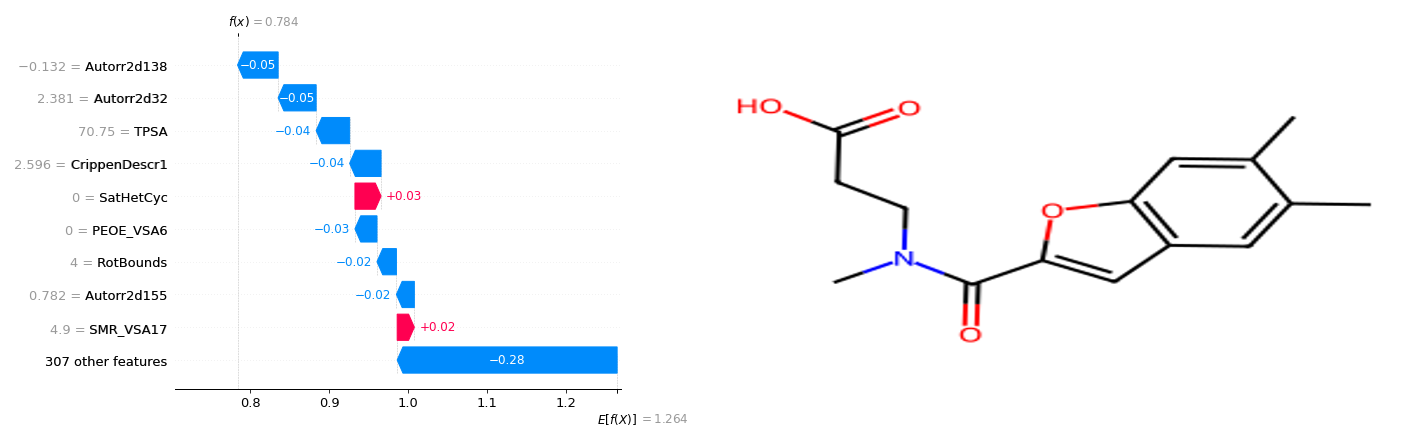 f(x) = 0.784
−0.132 = Autorr2d138
−0.05
2.381 = Autorr2d32
−0.05
70.75 = TPSA
−0.04
2.596 = CrippenDescr1
−0.04
0 = SatHetCyc
+0.03
0 = PEOE_VSA6
−0.03
4 = RotBounds
−0.02
0.782 = Autorr2d155
−0.02
4.9 = SMR_VSA17
+0.02
307 other features
−0.28
0.8 0.9 1.0 1.1 1.2
E[f(X)] = 1.264
HO
O
O
N
O